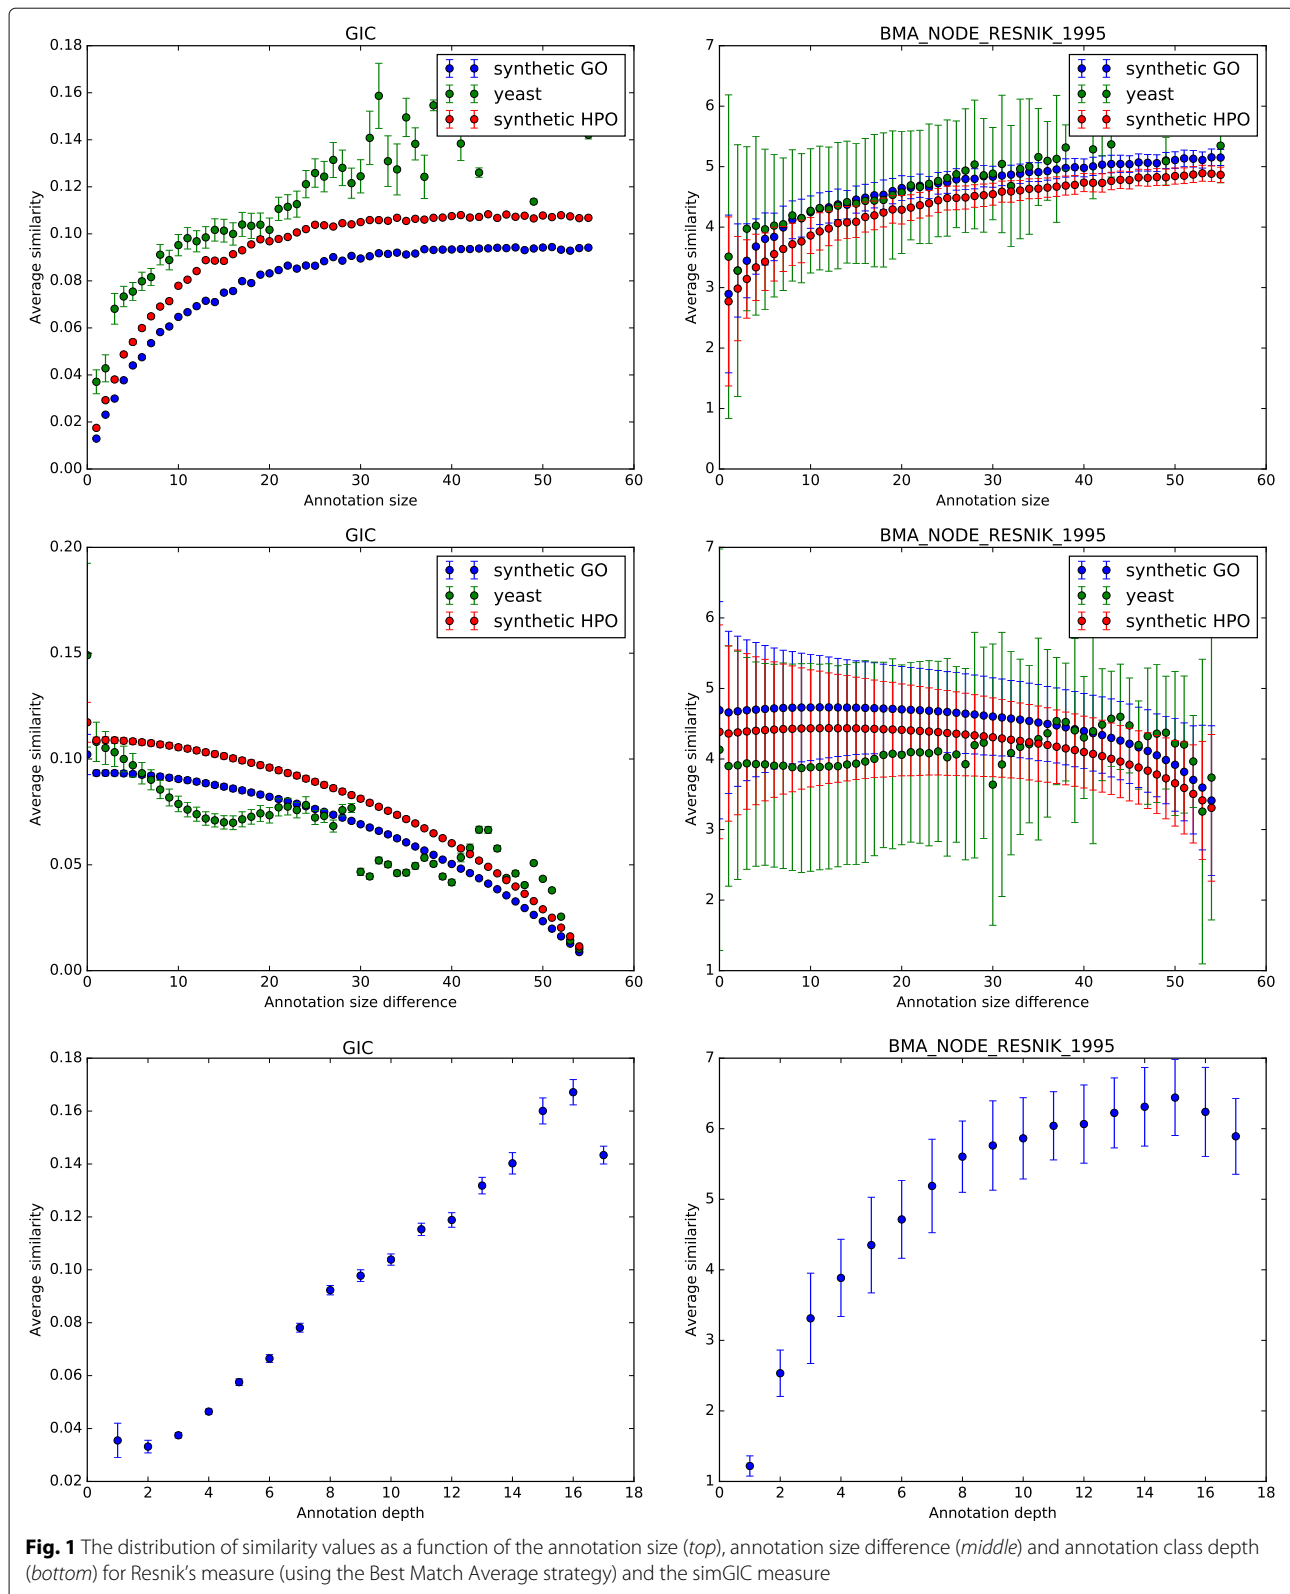 GIC
0.18
0.16
0.14
0.12
0.10
0.08
0.06
0.04
0.02
0.00
Average similarity
synthetic GO
yeast
synthetic HPO
0 10 20 30 40 50 60
Annotation size
BMA_NODE_RESNIK_1995
7
6
5
4
3
2
1
0
Average similarity
synthetic GO
yeast
synthetic HPO
0 10 20 30 40 50 60
Annotation size
GIC
0.20
0.15
0.10
0.05
0.00
Average similarity
synthetic GO
yeast
synthetic HPO
0 10 20 30 40 50 60
Annotation size difference
BMA_NODE_RESNIK_1995
7
6
5
4
3
2
1
Average similarity
synthetic GO
yeast
synthetic HPO
0 10 20 30 40 50 60
Annotation size difference
GIC
0.18
0.16
0.14
0.12
0.10
0.08
0.06
0.04
0.02
Average similarity
0 2 4 6 8 10 12 14 16 18
Annotation depth
BMA_NODE_RESNIK_1995
7
6
5
4
3
2
1
Average similarity
0 2 4 6 8 10 12 14 16 18
Annotation depth
Fig. 1 The distribution of similarity values as a function of the annotation size (top), annotation size difference (middle) and annotation class depth
(bottom) for Resnik's measure (using the Best Match Average strategy) and the simGIC measure